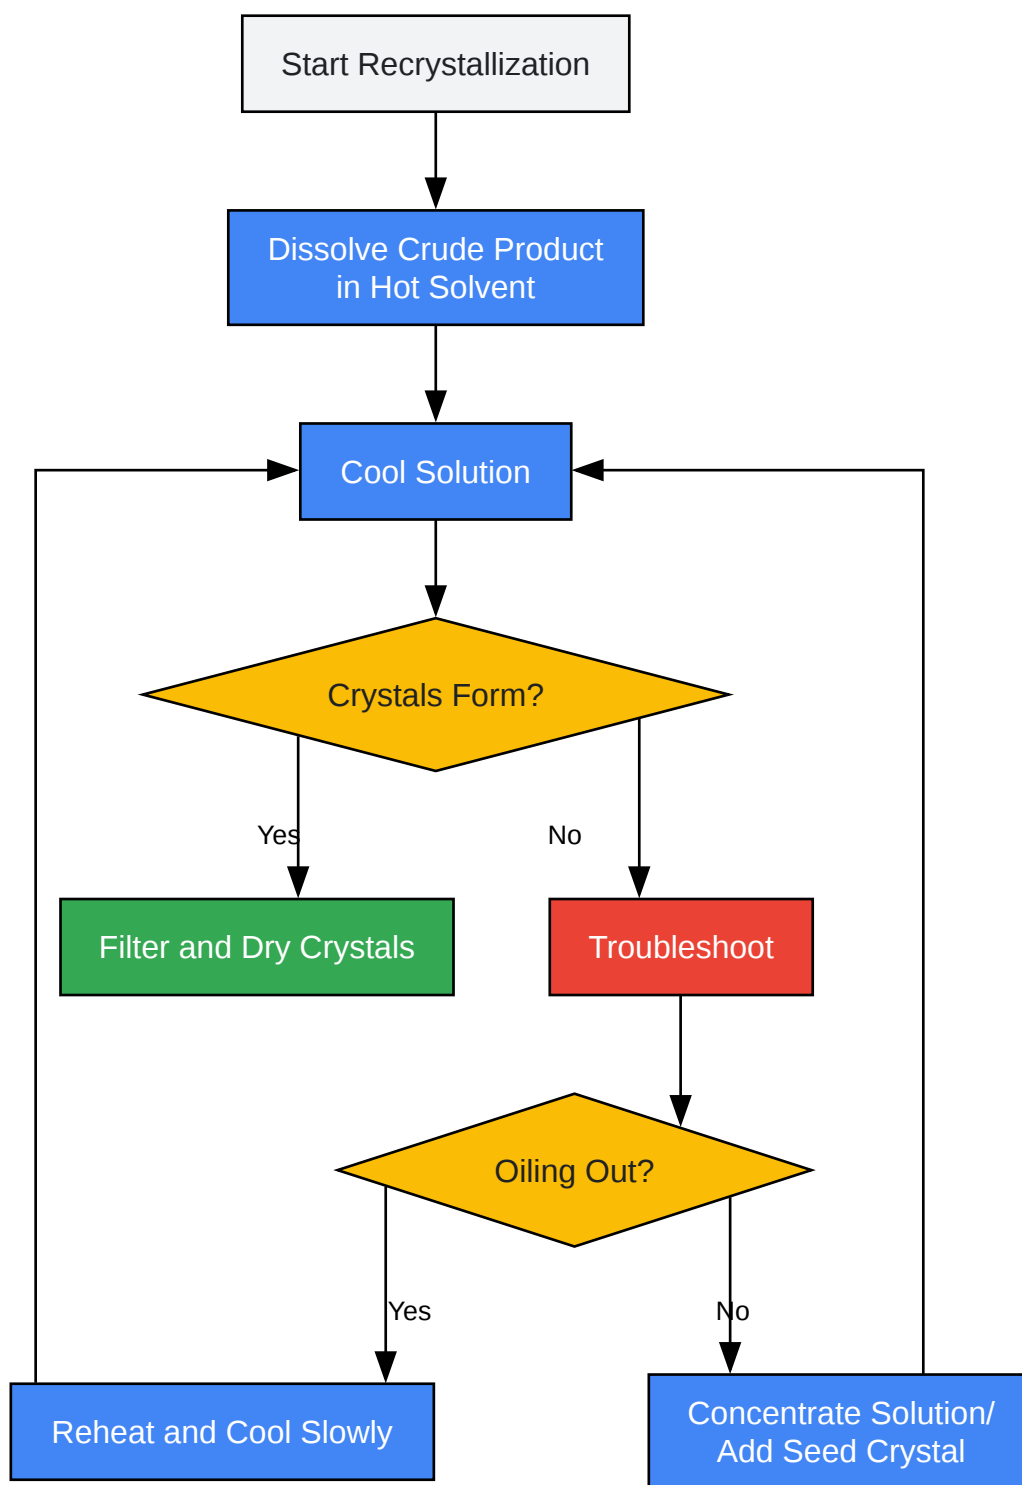 Start Recrystallization
Dissolve Crude Product
in Hot Solvent
Cool Solution
Crystals Form?
Yes
No
Filter and Dry Crystals
Troubleshoot
Oiling Out?
Yes
No
Reheat and Cool Slowly
Concentrate Solution/
Add Seed Crystal